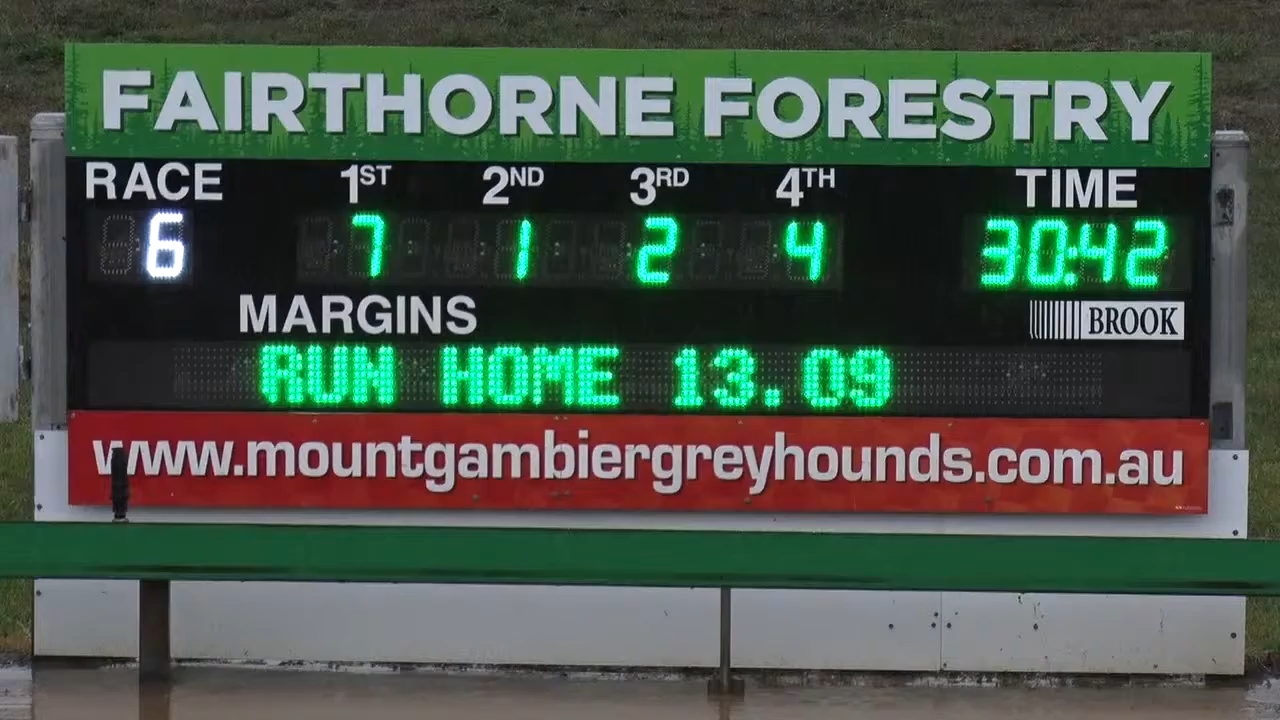 FAIRTHORNE FORESTRY
RACE 1ST 2ND 3RD 4TH TIME
6 7 1 2 4 30:42
MARGINS BROOK
RUN HOME 13.09
www.mountgambiergreyhounds.com.au